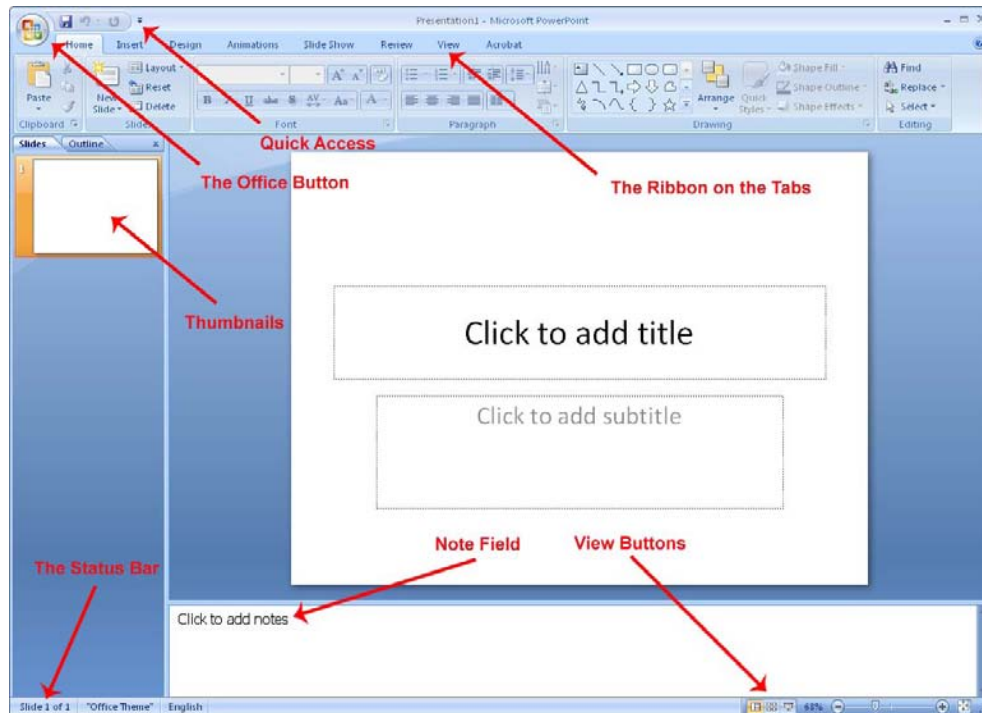 Presentation1 - Microsoft PowerPoint
Home Insert Design Animations Slide Show Review View Acrobat
Paste
New Slide
Layout
Reset
Delete
Arrange
Quick Styles
Shape Fill
Shape Outline
Shape Effects
Find
Replace
Select
Clipboard Slides Font Paragraph Drawing Editing
Slides Outline
Quick Access
The Office Button
The Ribbon on the Tabs
1
Thumbnails
Click to add title
Click to add subtitle
Note Field
View Buttons
The Status Bar
Click to add notes
Slide 1 of 1 "Office Theme" English 68%